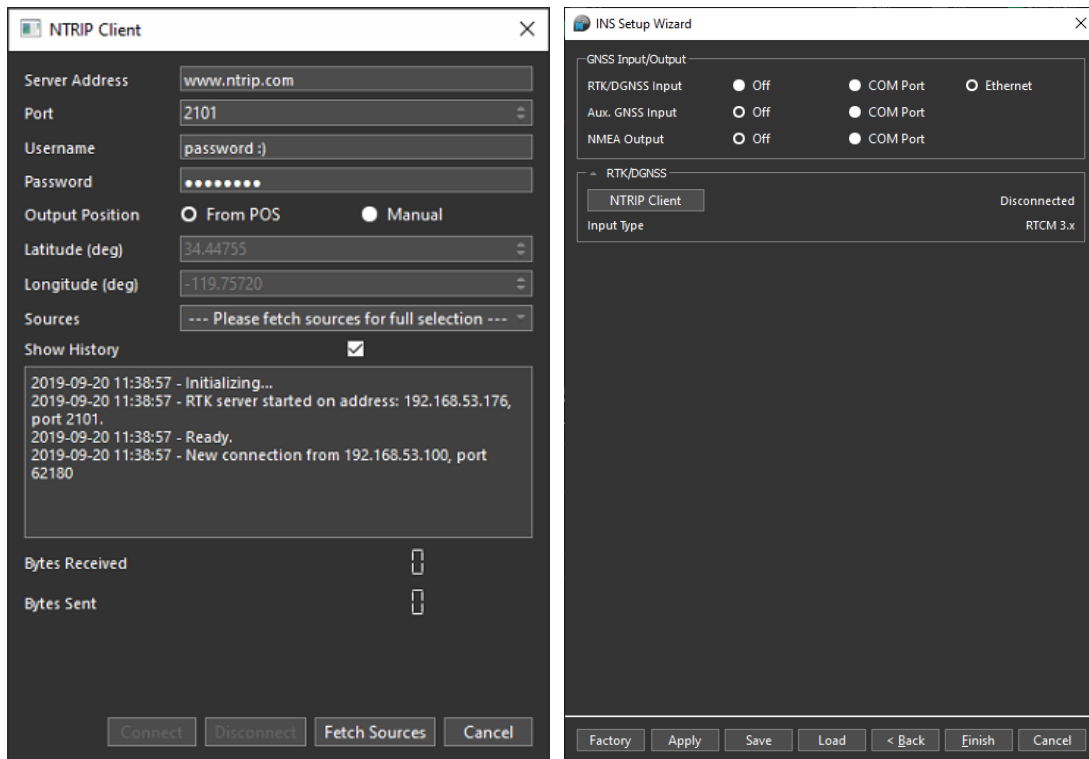 NTRIP Client
Server Address www.ntrip.com
Port 2101
Username password :)
Password ••••••••
Output Position From POS Manual
Latitude (deg) 34.44755
Longitude (deg) -119.75720
Sources --- Please fetch sources for full selection ---
Show History
2019-09-20 11:38:57 - Initializing...
2019-09-20 11:38:57 - RTK server started on address: 192.168.53.176,
port 2101.
2019-09-20 11:38:57 - Ready.
2019-09-20 11:38:57 - New connection from 192.168.53.100, port
62180
Bytes Received 0
Bytes Sent 0
Connect Disconnect Fetch Sources Cancel
INS Setup Wizard
GNSS Input/Output
RTK/DGNSS Input Off COM Port Ethernet
Aux. GNSS Input Off COM Port
NMEA Output Off COM Port
RTK/DGNSS
NTRIP Client Disconnected
Input Type RTCM 3.x
Factory Apply Save Load < Back Finish Cancel